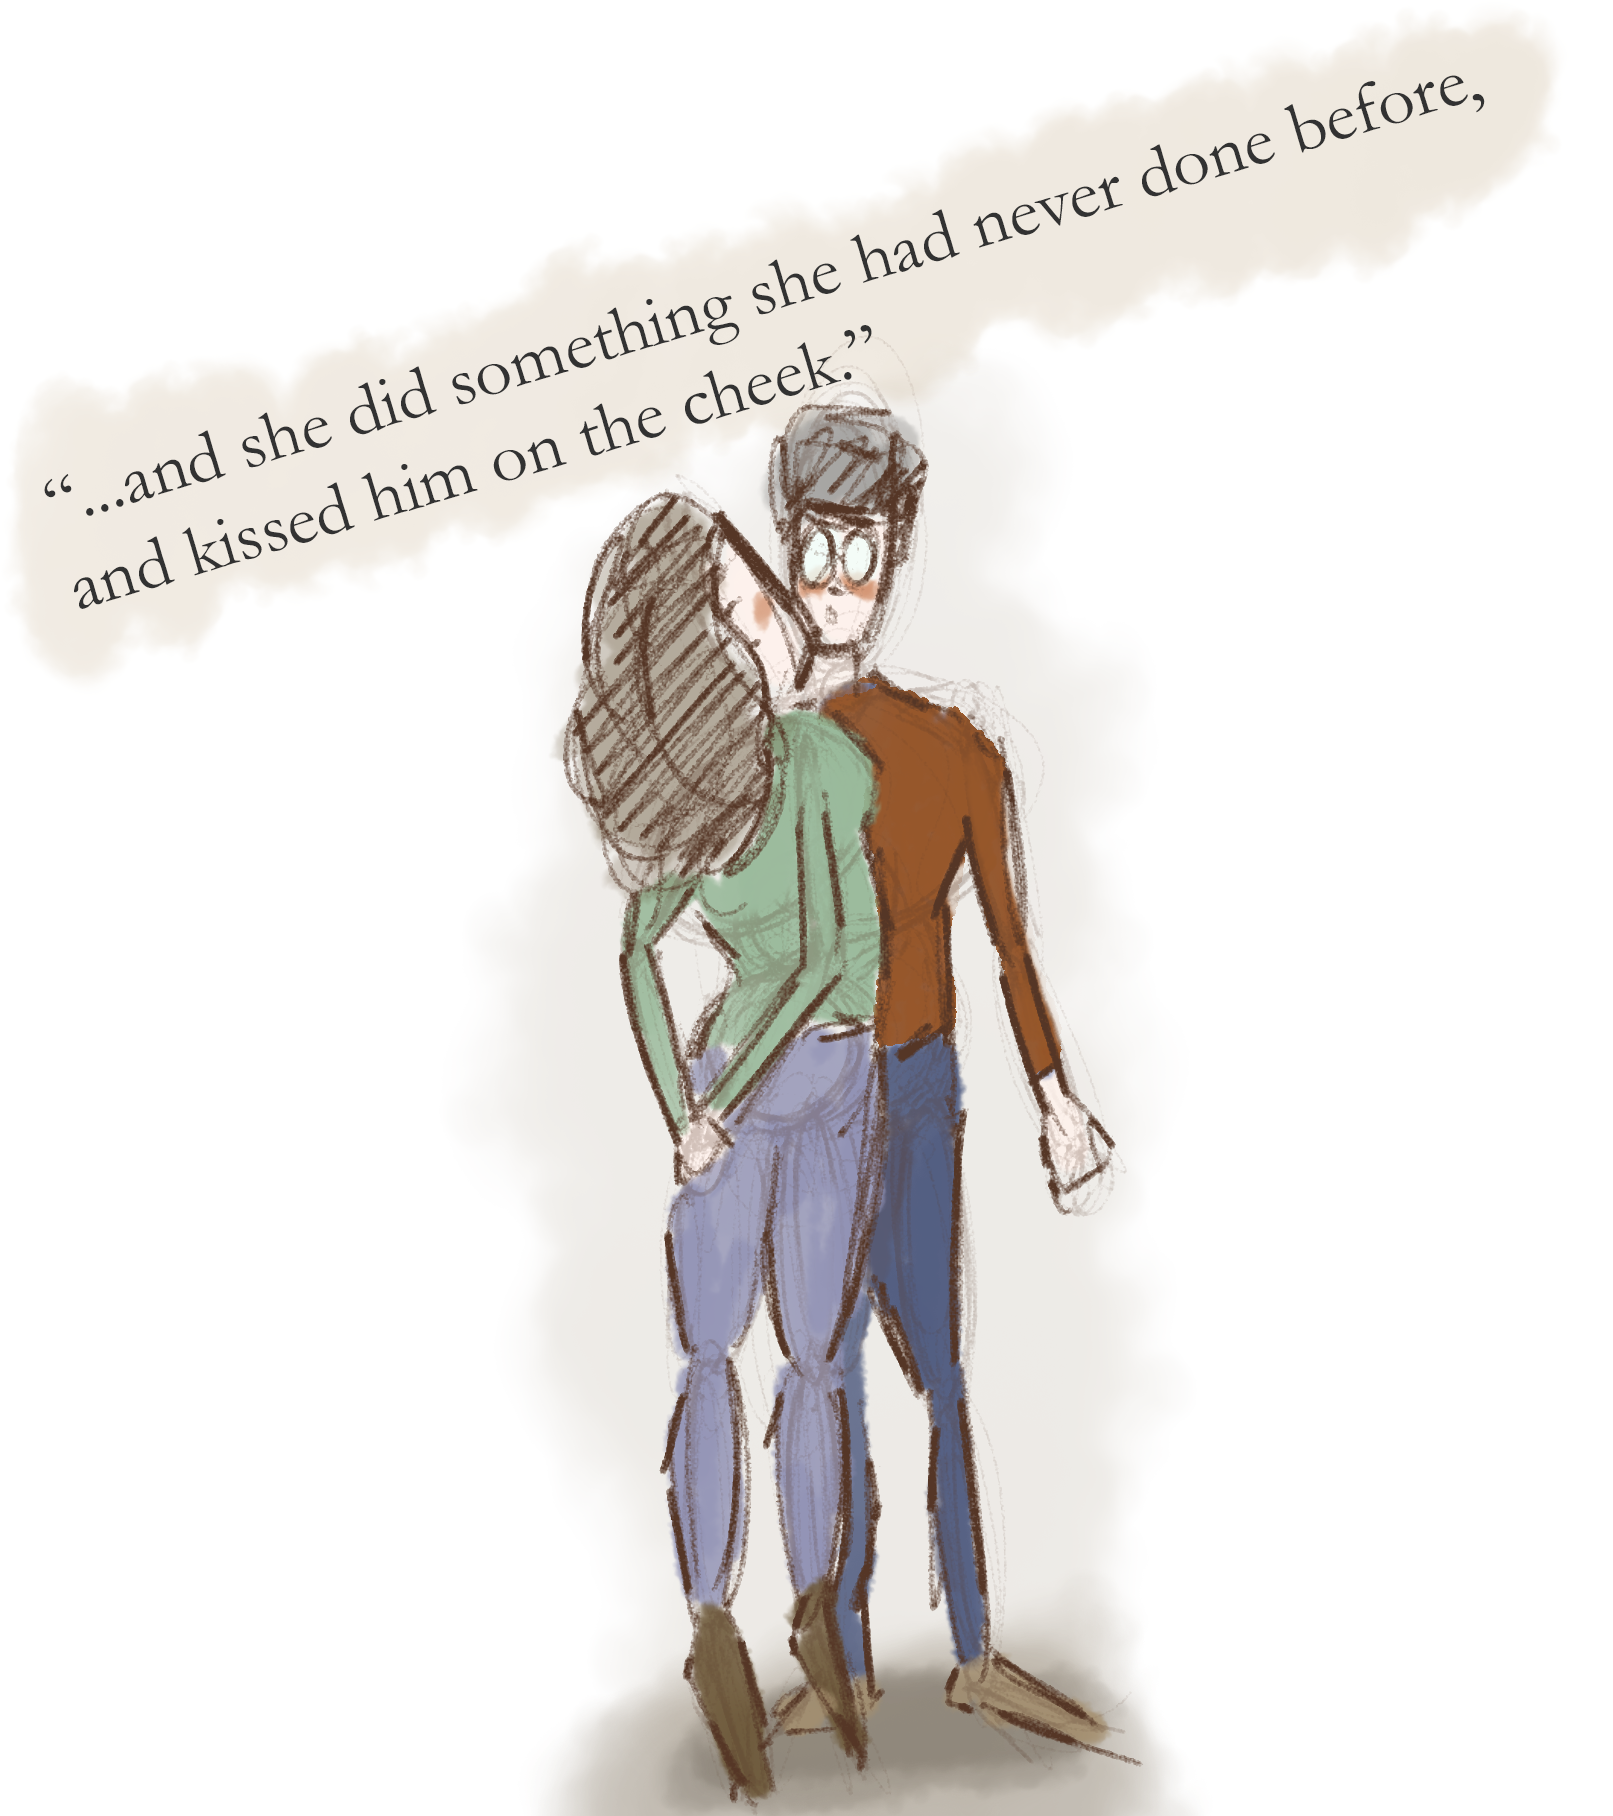 “...and she did something she had never done before,
and kissed him on the cheek.”